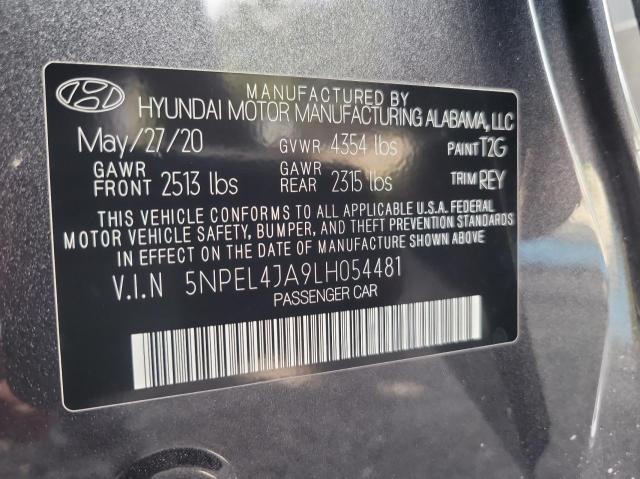 MANUFACTURED BY
HYUNDAI MOTOR MANUFACTURING ALABAMA, LLC
May/27/20 GVWR 4354 lbs PAINT T2G
GAWR FRONT 2513 lbs GAWR REAR 2315 lbs TRIM REY
THIS VEHICLE CONFORMS TO ALL APPLICABLE U.S.A. FEDERAL
MOTOR VEHICLE SAFETY, BUMPER, AND THEFT PREVENTION STANDARDS
IN EFFECT ON THE DATE OF MANUFACTURE SHOWN ABOVE.
V.I.N 5NPEL4JA9LH054481
PASSENGER CAR